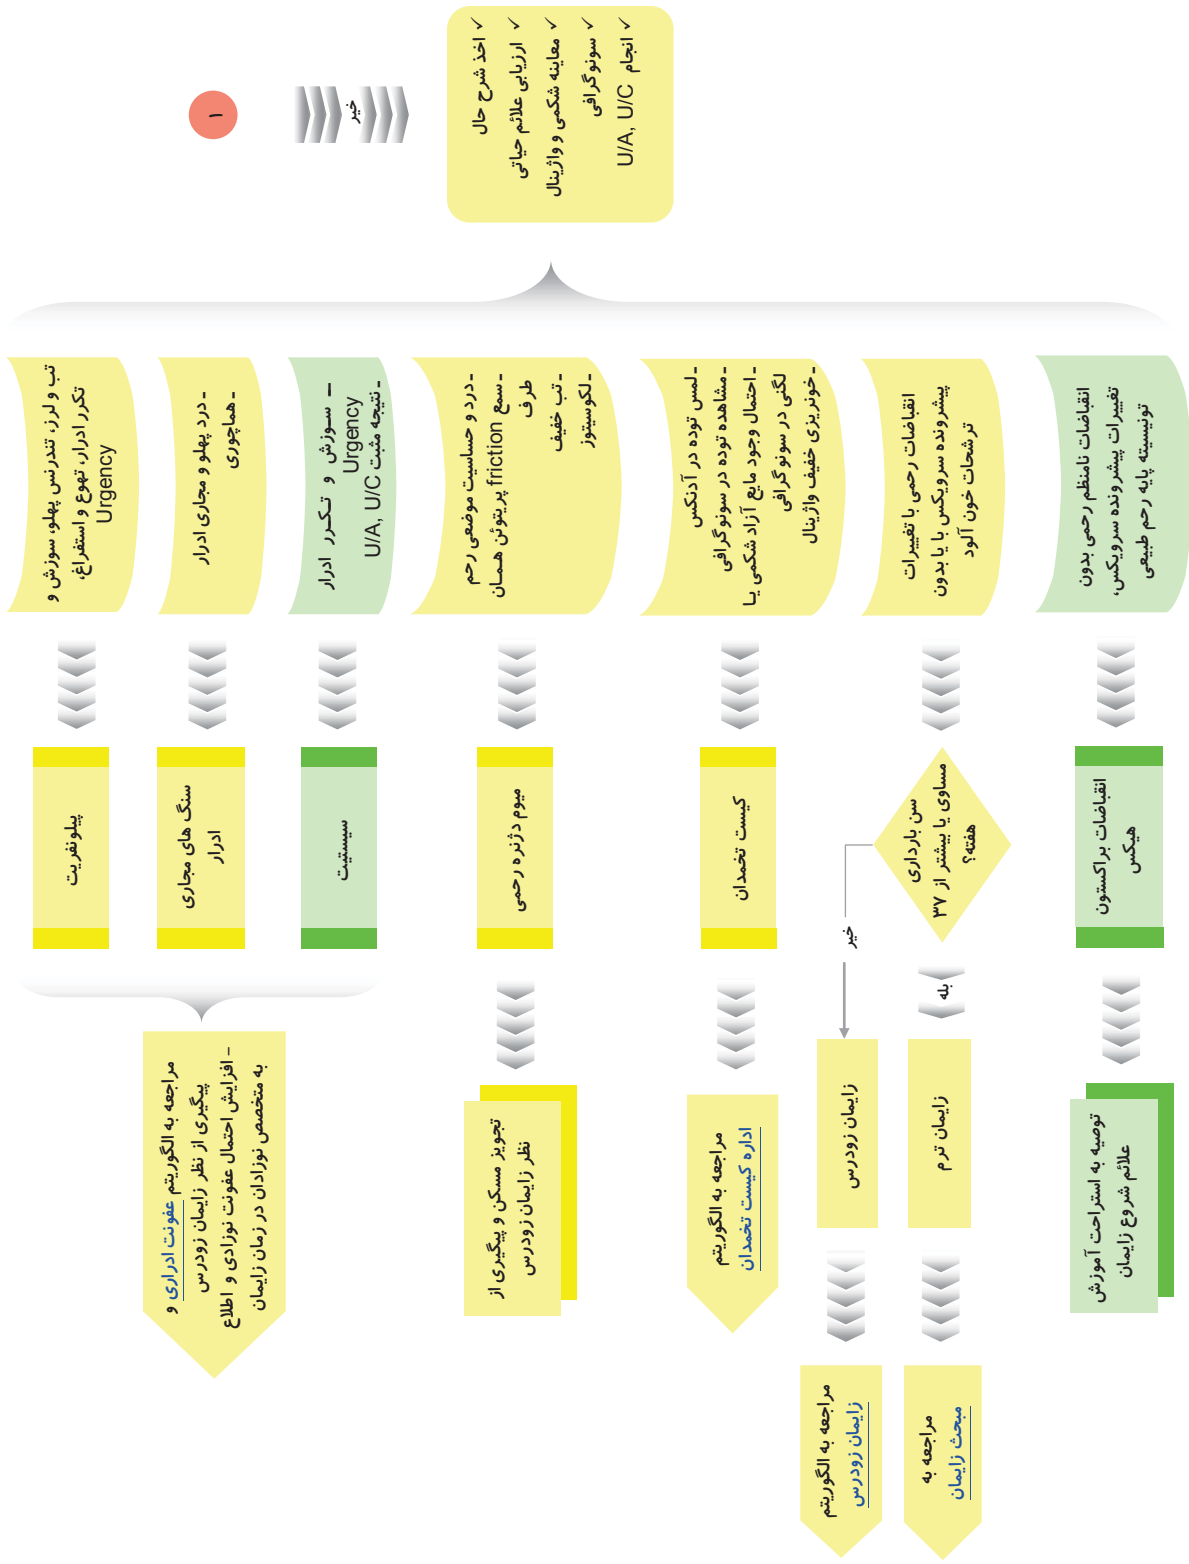 ۱
خیر
✓ اخذ شرح حال
✓ ارزیابی علائم حیاتی
✓ معاینه شکمی و واژینال
✓ سونوگرافی
✓ انجام U/A, U/C
تب و لرز، تندرنس پهلو، سوزش و
تکرر ادرار، تهوع و استفراغ، و
Urgency
ـ درد پهلو و مجاری ادرار
ـ هماچوری
ـ سـوزش و تـکـرر ادرار
Urgency
ـ نتیجه مثبت U/A, U/C
ـ درد و حساسیت موضعی رحم
ـ سمع friction پریتوئن همـان
طرف
ـ تب خفیف
ـ لکوسیتوز
ـ لمس توده در آدنکس
ـ مشاهده توده در سونوگرافی
ـ احتمال وجود مایع آزاد شکمی یـا
لگنی در سونوگرافی
ـ خونریزی خفیف واژینال
انقباضات رحمی با تغییرات
پیشرونده سرویکس با یا بدون
ترشحات خون آلود
انقباضات نامنظم رحمی بدون
تغییرات پیشرونده سرویکس،
تونیسیته پایه رحم طبیعی
پیلونفریت
سنگ های مجاری
ادرار
سیستیت
میوم دژنره رحمی
کیست تخمدان
سن بارداری
مساوی یا بیشتر از ۳۷
هفته؟
انقباضات براکستون
هیکس
خیر
بله
مراجعه به الگوریتم عفونت ادراری و
پیگیری از نظر زایمان زودرس
– افزایش احتمال عفونت نوزادی و اطلاع
به متخصص نوزادان در زمان زایمان
تجویز مسکن و پیگیری از
نظر زایمان زودرس
مراجعه به الگوریتم
اداره کیست تخمدان
زایمان زودرس
زایمان ترم
توصیه به استراحت آموزش
علائم شروع زایمان
مراجعه به الگوریتم
زایمان زودرس
مراجعه به
مبحث زایمان